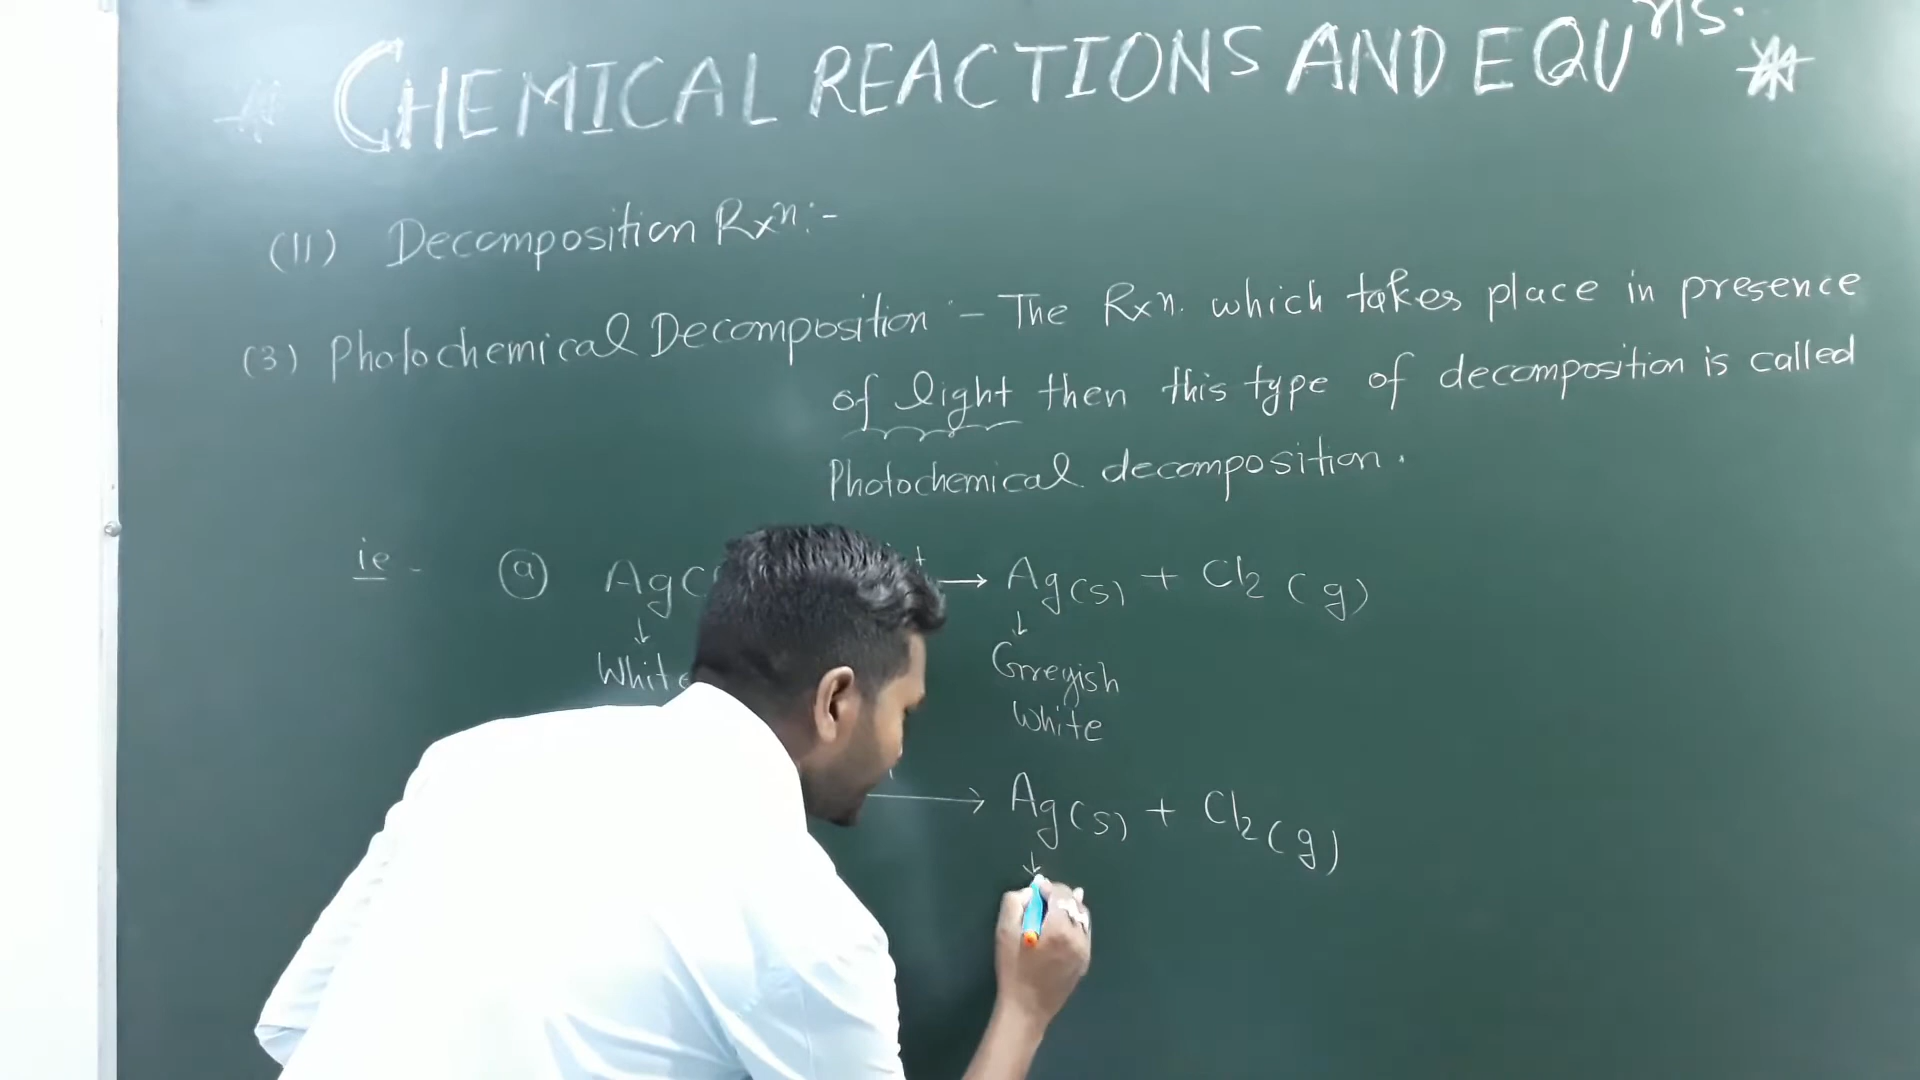 CHEMICAL REACTIONS AND EQUns.
(II) Decomposition Rxn:-
(3) Photochemical Decomposition - The Rxn. which takes place in presence
of light then this type of decomposition is called
Photochemical decomposition.
ie - (a) → Ag(s) + Cl2 (g)
↓ ↓
White Greyish
White
→ Ag(s) + Cl2(g)
↓